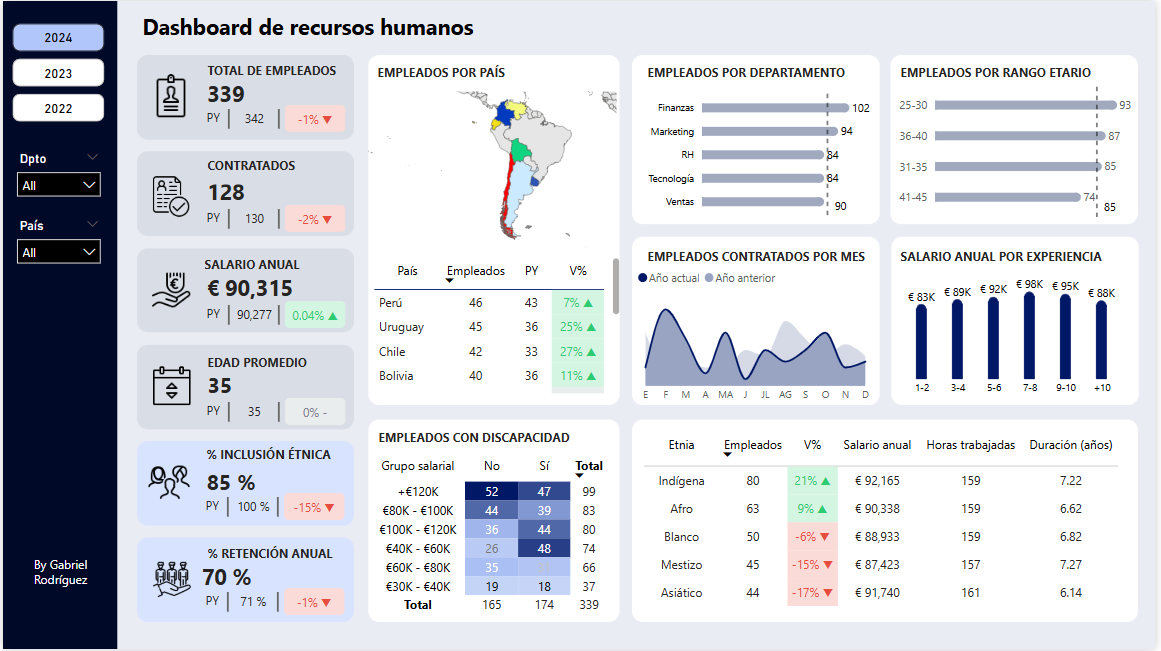 Dashboard de recursos humanos
2024
2023
2022
Dpto
All
País
All
By Gabriel
Rodríguez
TOTAL DE EMPLEADOS
339
PY 342 -1% ▼
CONTRATADOS
128
PY 130 -2% ▼
SALARIO ANUAL
€ 90,315
PY 90,277 0.04% ▲
EDAD PROMEDIO
35
PY 35 0% -
% INCLUSIÓN ÉTNICA
85 %
PY 100 % -15% ▼
% RETENCIÓN ANUAL
70 %
PY 71 % -1% ▼
EMPLEADOS POR PAÍS
País Empleados PY V%
Perú 46 43 7% ▲
Uruguay 45 36 25% ▲
Chile 42 33 27% ▲
Bolivia 40 36 11% ▲
EMPLEADOS POR DEPARTAMENTO
Finanzas 102
Marketing 94
RH 84
Tecnología 84
Ventas 90
EMPLEADOS POR RANGO ETARIO
25-30 93
36-40 87
31-35 85
41-45 74
85
EMPLEADOS CONTRATADOS POR MES
Año actual Año anterior
E F M A MA J JL AG S O N D
SALARIO ANUAL POR EXPERIENCIA
€ 83K € 89K € 92K € 98K € 95K € 88K
1-2 3-4 5-6 7-8 9-10 +10
EMPLEADOS CON DISCAPACIDAD
Grupo salarial No Sí Total
+€120K 52 47 99
€80K - €100K 44 39 83
€100K - €120K 36 44 80
€40K - €60K 26 48 74
€60K - €80K 35 66
€30K - €40K 19 18 37
Total 165 174 339
Etnia Empleados V% Salario anual Horas trabajadas Duración (años)
Indígena 80 21% ▲ € 92,165 159 7.22
Afro 63 9% ▲ € 90,338 159 6.62
Blanco 50 -6% ▼ € 88,933 159 6.82
Mestizo 45 -15% ▼ € 87,423 157 7.27
Asiático 44 -17% ▼ € 91,740 161 6.14